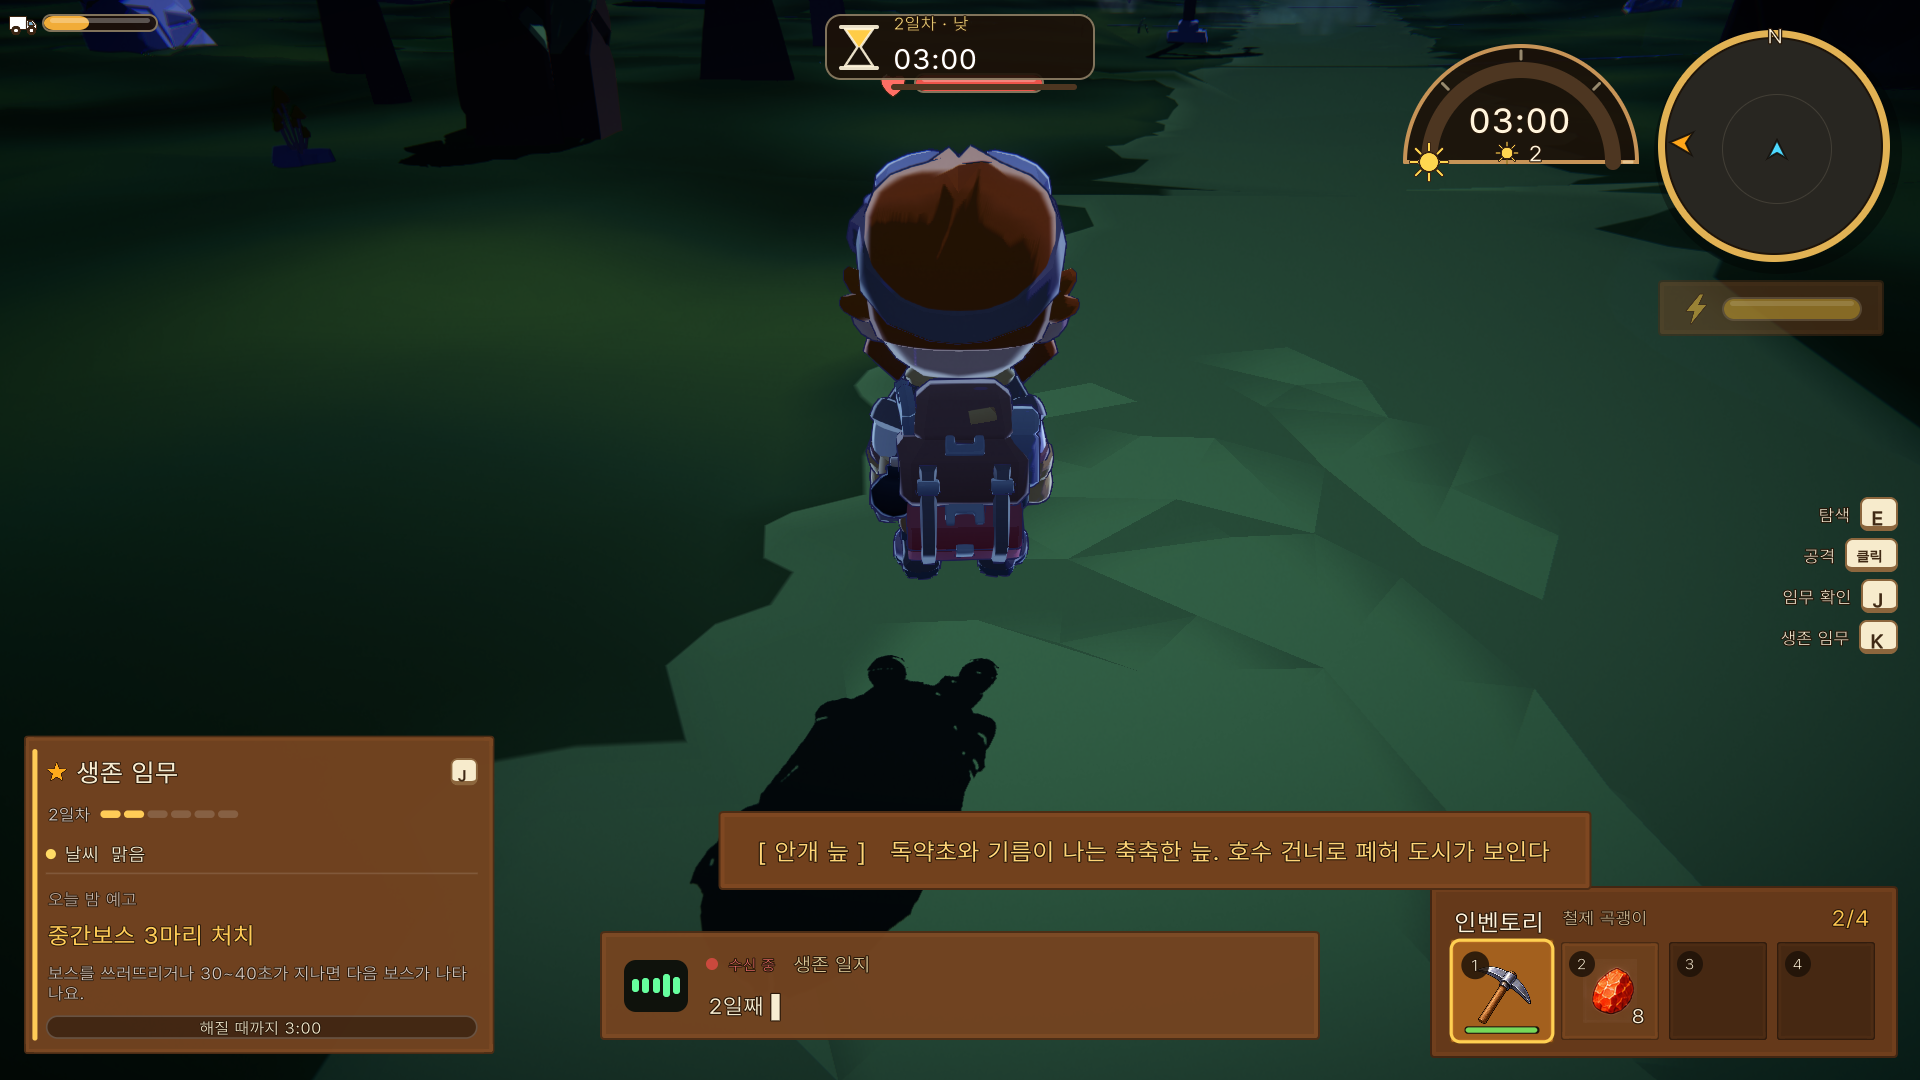 2일차 · 낮
03:00
N
03:00
2
탐색 E
공격 클릭
임무 확인 J
생존 임무 K
생존 임무 J
2일차
날씨 맑음
오늘 밤 예고
중간보스 3마리 처치
보스를 쓰러뜨리거나 30~40초가 지나면 다음 보스가 나타
나요.
해질 때까지 3:00
[ 안개 늪 ] 독약초와 기름이 나는 축축한 늪. 호수 건너로 폐허 도시가 보인다
수신 중 생존 일지
2일째
인벤토리 철제 곡괭이 2/4
1 2 3 4
8